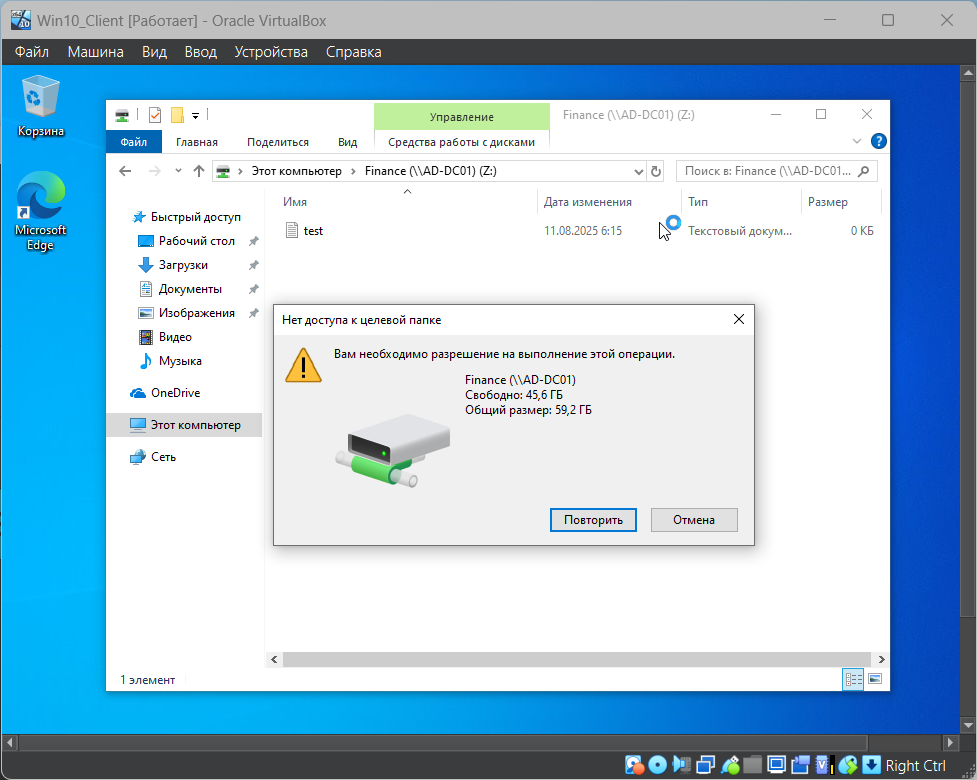 Win10_Client [Работает] - Oracle VirtualBox
Файл Машина Вид Ввод Устройства Справка
Корзина
Microsoft
Edge
Управление
Finance (\\AD-DC01) (Z:)
Файл Главная Поделиться Вид Средства работы с дисками
Этот компьютер > Finance (\\AD-DC01) (Z:)
Поиск в: Finance (\\AD-DC01...
Имя Дата изменения Тип Размер
test 11.08.2025 6:15 Текстовый докум... 0 КБ
Быстрый доступ
Рабочий стол
Загрузки
Документы
Изображения
Видео
Музыка
OneDrive
Этот компьютер
Сеть
Нет доступа к целевой папке
Вам необходимо разрешение на выполнение этой операции.
Finance (\\AD-DC01)
Свободно: 45,6 ГБ
Общий размер: 59,2 ГБ
Повторить Отмена
1 элемент
Right Ctrl